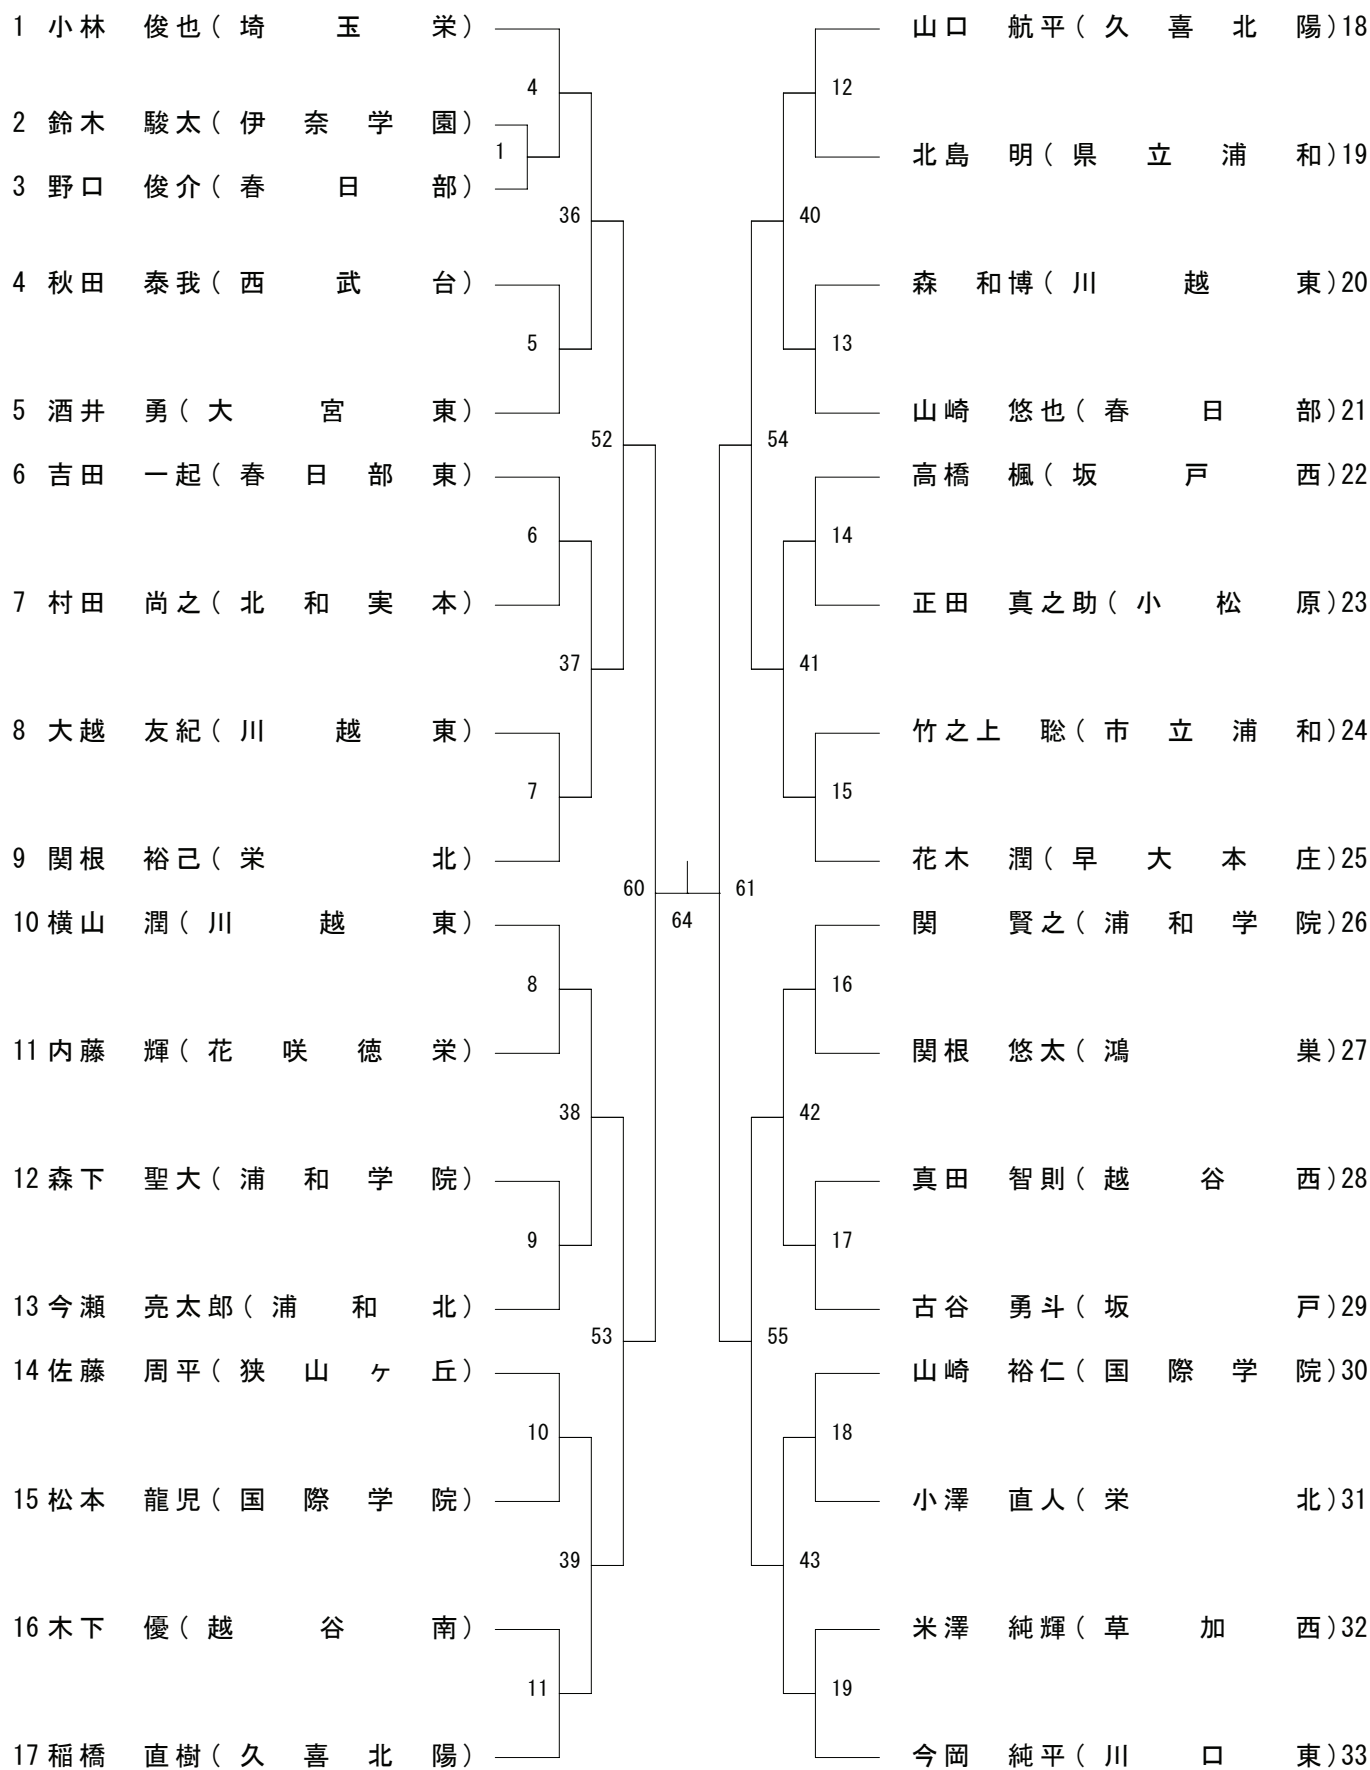 1 小林 俊也(埼玉栄)
4
2 鈴木 駿太(伊奈学園)
1
3 野口 俊介(春日部)
36
4 秋田 泰我(西武台)
5
5 酒井 勇(大宮東)
52
6 吉田 一起(春日部東)
6
7 村田 尚之(北和実本)
37
8 大越 友紀(川越東)
7
9 関根 裕己(栄北)
60
10 横山 潤(川越東)
8
11 内藤 輝(花咲徳栄)
38
12 森下 聖大(浦和学院)
9
13 今瀬 亮太郎(浦和北)
53
14 佐藤 周平(狭山ヶ丘)
10
15 松本 龍児(国際学院)
39
16 木下 優(越谷南)
11
17 稲橋 直樹(久喜北陽)
64
山口 航平(久喜北陽)18
12
北島 明(県立浦和)19
40
森 和博(川越東)20
13
山崎 悠也(春日部)21
54
高橋 楓(坂戸西)22
14
正田 真之助(小松原)23
41
竹之上 聡(市立浦和)24
15
花木 潤(早大本庄)25
61
関 賢之(浦和学院)26
16
関根 悠太(鴻巣)27
42
真田 智則(越谷西)28
17
古谷 勇斗(坂戸)29
55
山崎 裕仁(国際学院)30
18
小澤 直人(栄北)31
43
米澤 純輝(草加西)32
19
今岡 純平(川口東)33